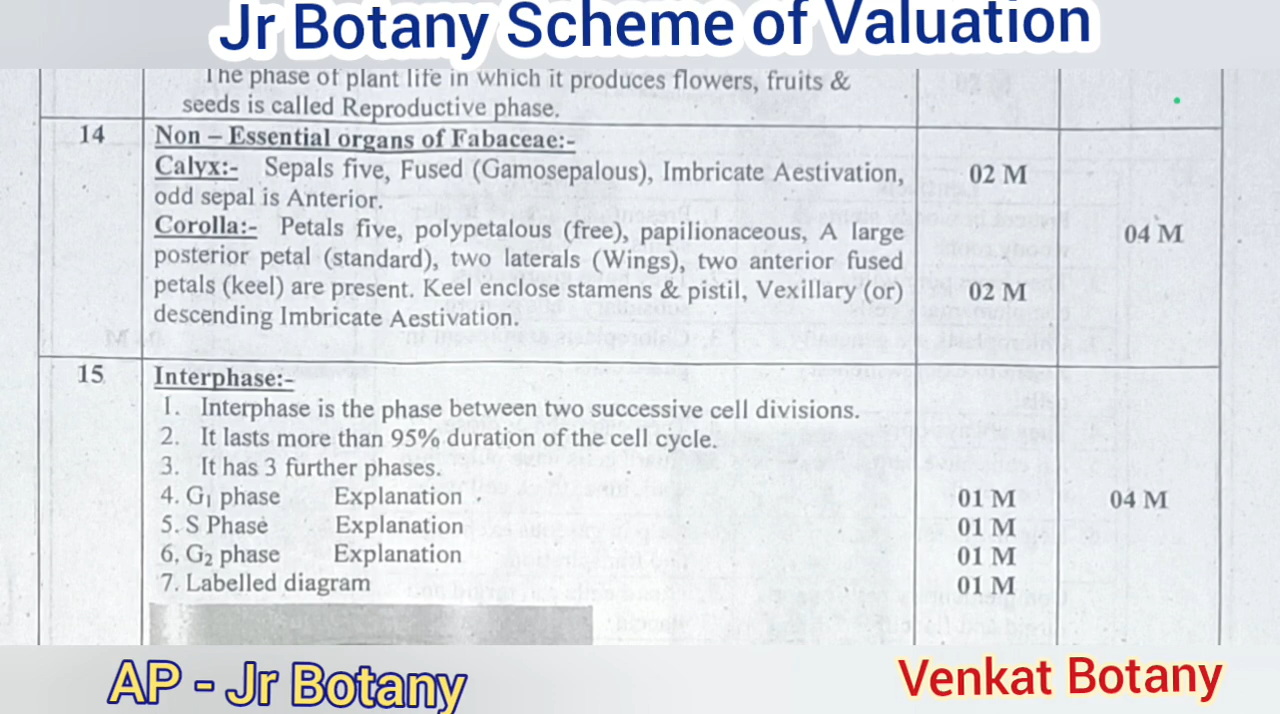 Jr Botany Scheme of Valuation
The phase of plant life in which it produces flowers, fruits &
seeds is called Reproductive phase.
14 Non – Essential organs of Fabaceae:-
Calyx:- Sepals five, Fused (Gamosepalous), Imbricate Aestivation, 02 M
odd sepal is Anterior.
Corolla:- Petals five, polypetalous (free), papilionaceous, A large 04 M
posterior petal (standard), two laterals (Wings), two anterior fused
petals (keel) are present. Keel enclose stamens & pistil, Vexillary (or) 02 M
descending Imbricate Aestivation.
15 Interphase:-
1. Interphase is the phase between two successive cell divisions.
2. It lasts more than 95% duration of the cell cycle.
3. It has 3 further phases.
4. G₁ phase Explanation 01 M 04 M
5. S Phase Explanation 01 M
6. G₂ phase Explanation 01 M
7. Labelled diagram 01 M
AP - Jr Botany
Venkat Botany